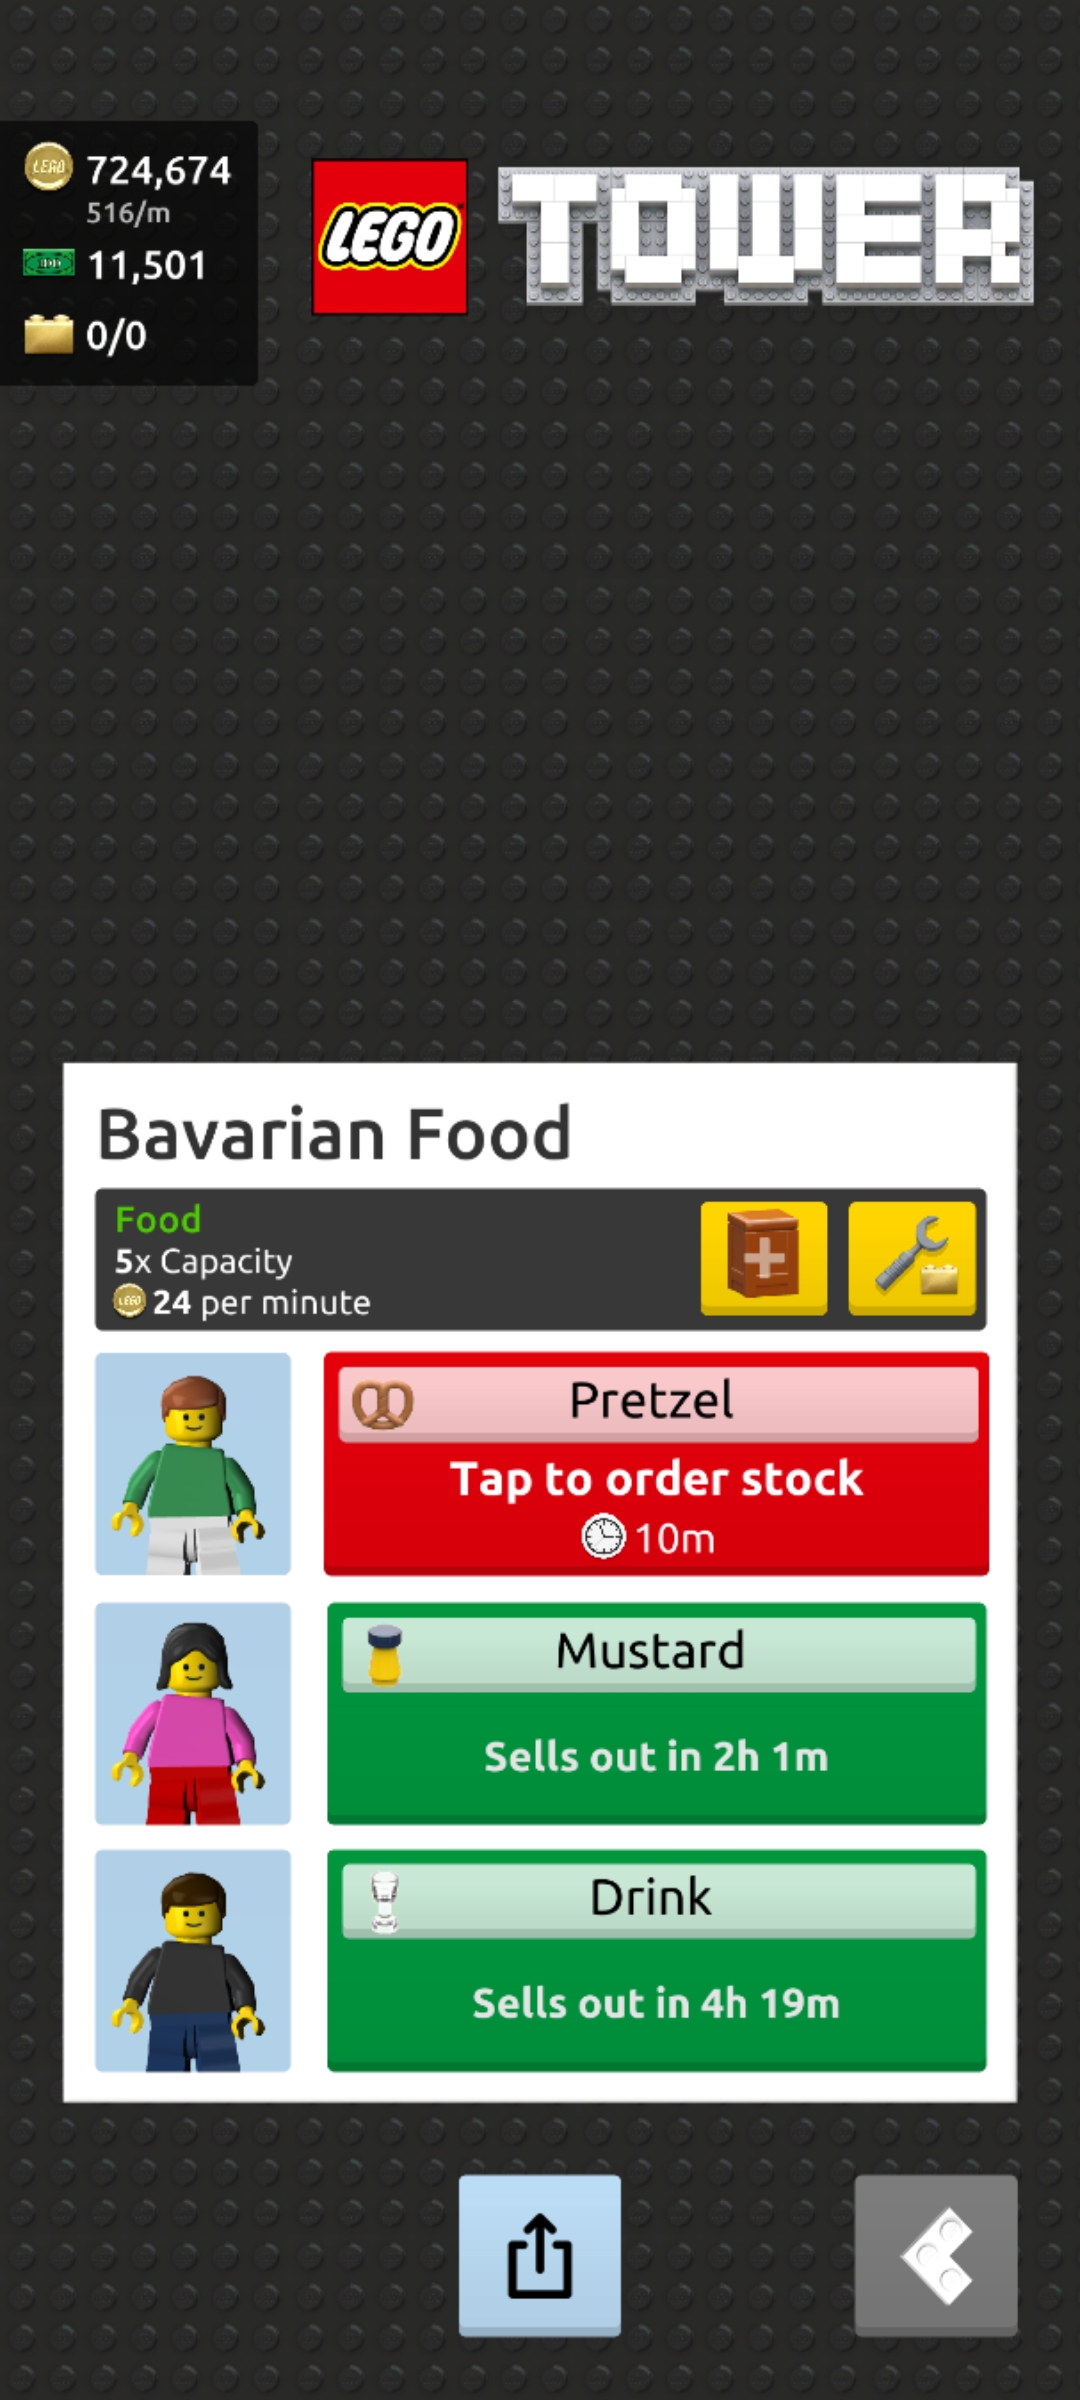 724,674
516/m
11,501
0/0
LEGO TOWER
Bavarian Food
Food
5x Capacity
24 per minute
Pretzel
Tap to order stock
10m
Mustard
Sells out in 2h 1m
Drink
Sells out in 4h 19m